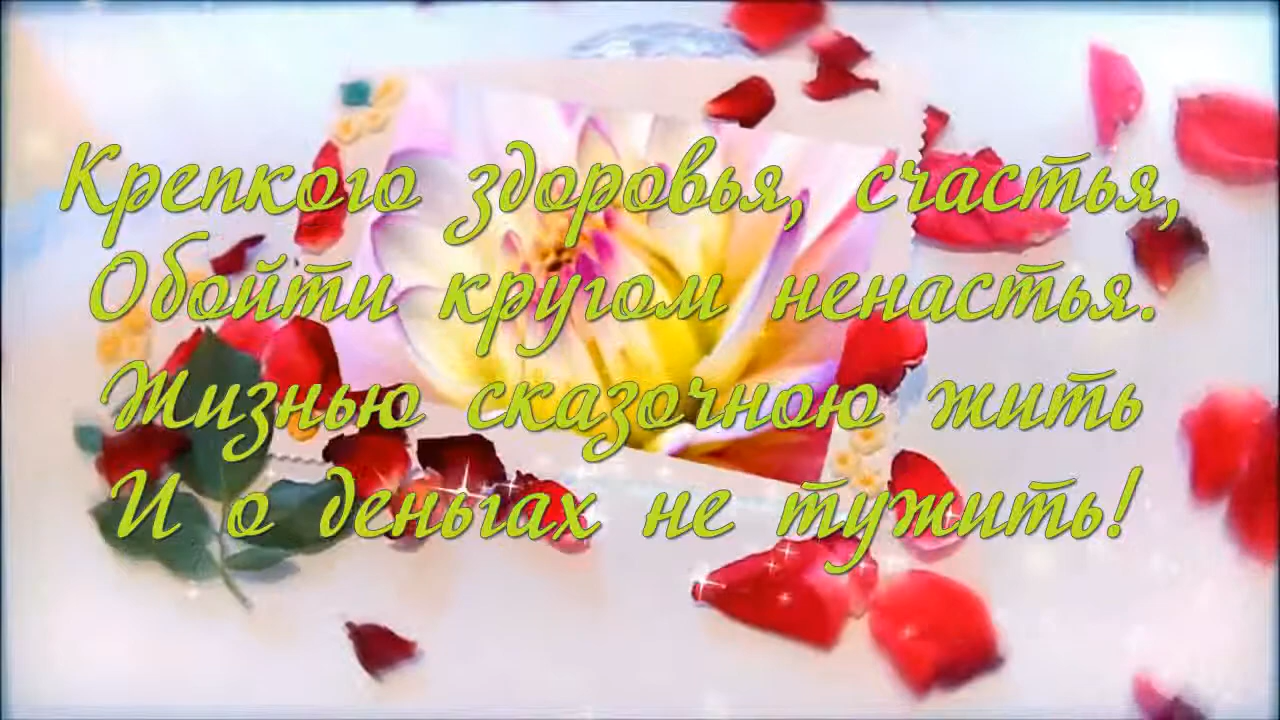 Крепкого здоровья, счастья,
Обойти кругом ненастья.
Жизнью сказочною жить
И о деньгах не тужить!